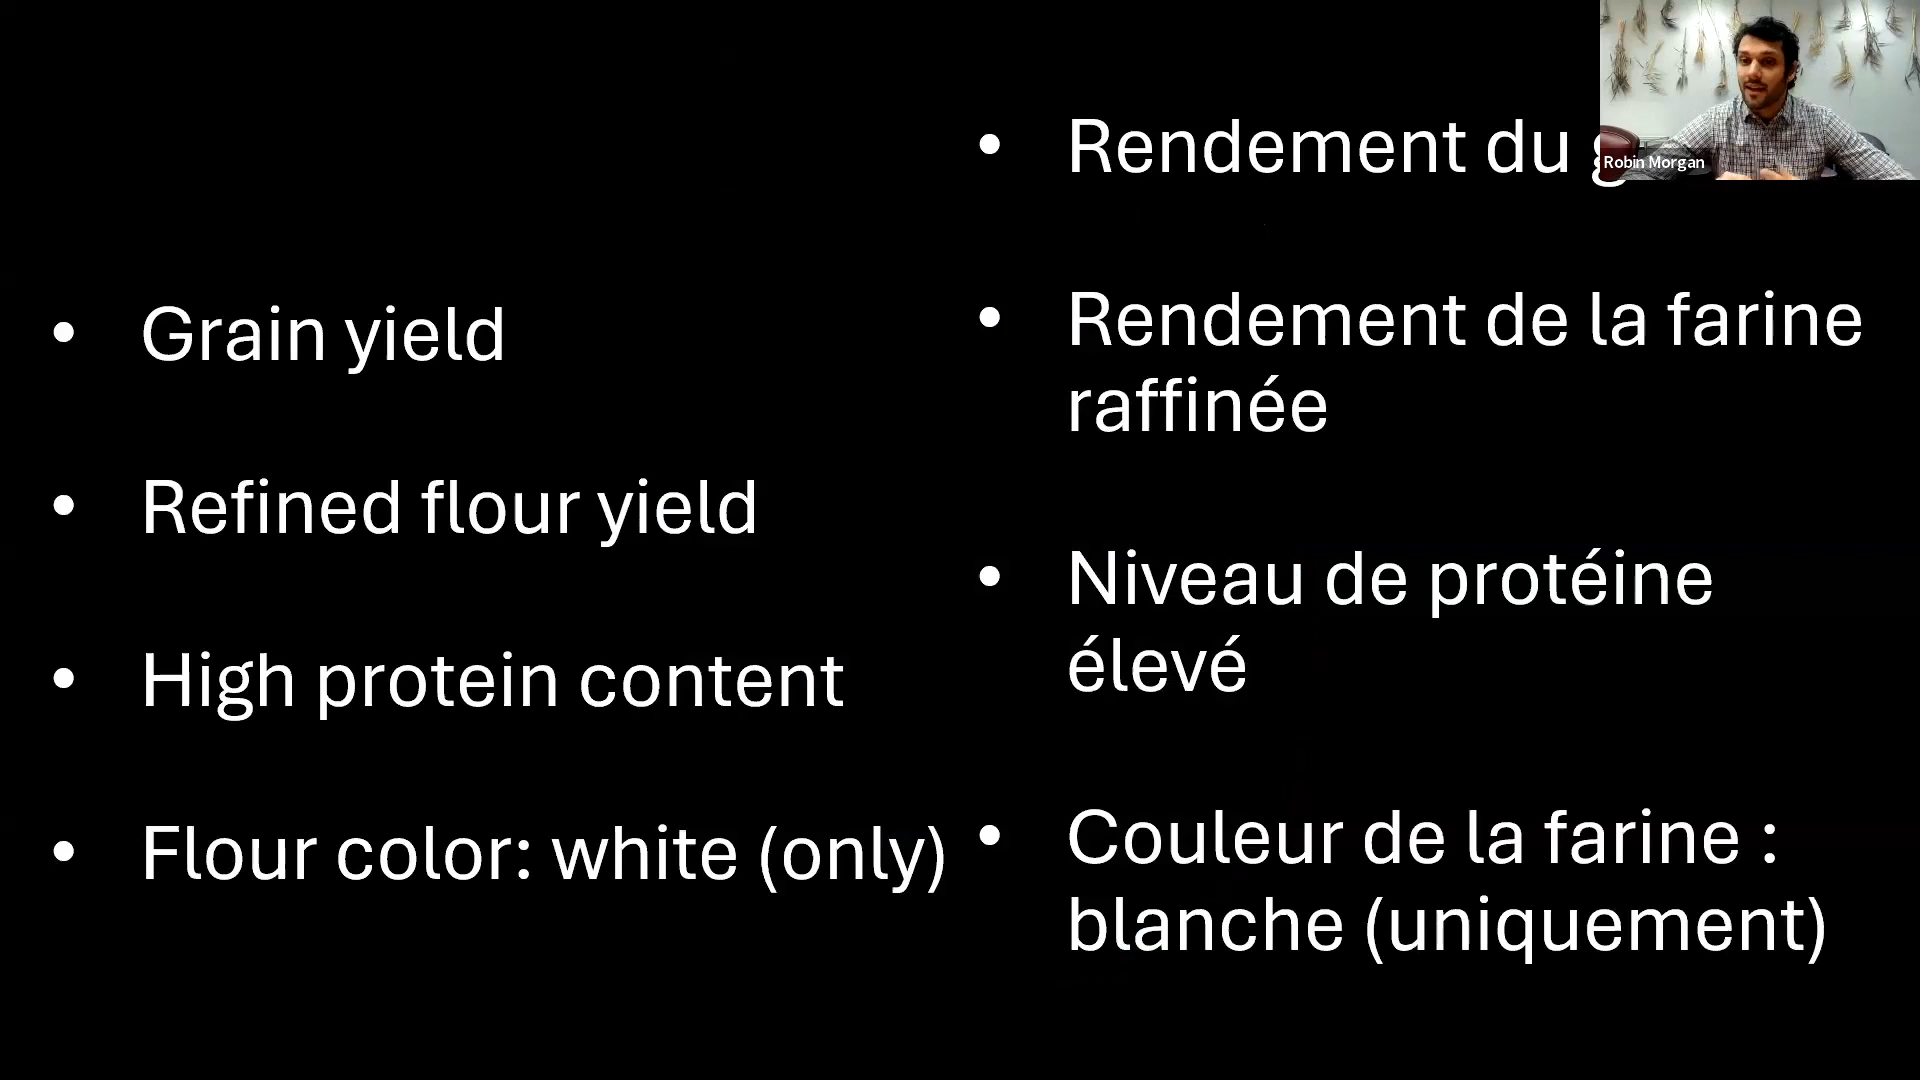 • Grain yield
• Refined flour yield
• High protein content
• Flour color: white (only)
• Rendement du
• Rendement de la farine
raffinée
• Niveau de protéine
élevé
• Couleur de la farine :
blanche (uniquement)
Robin Morgan